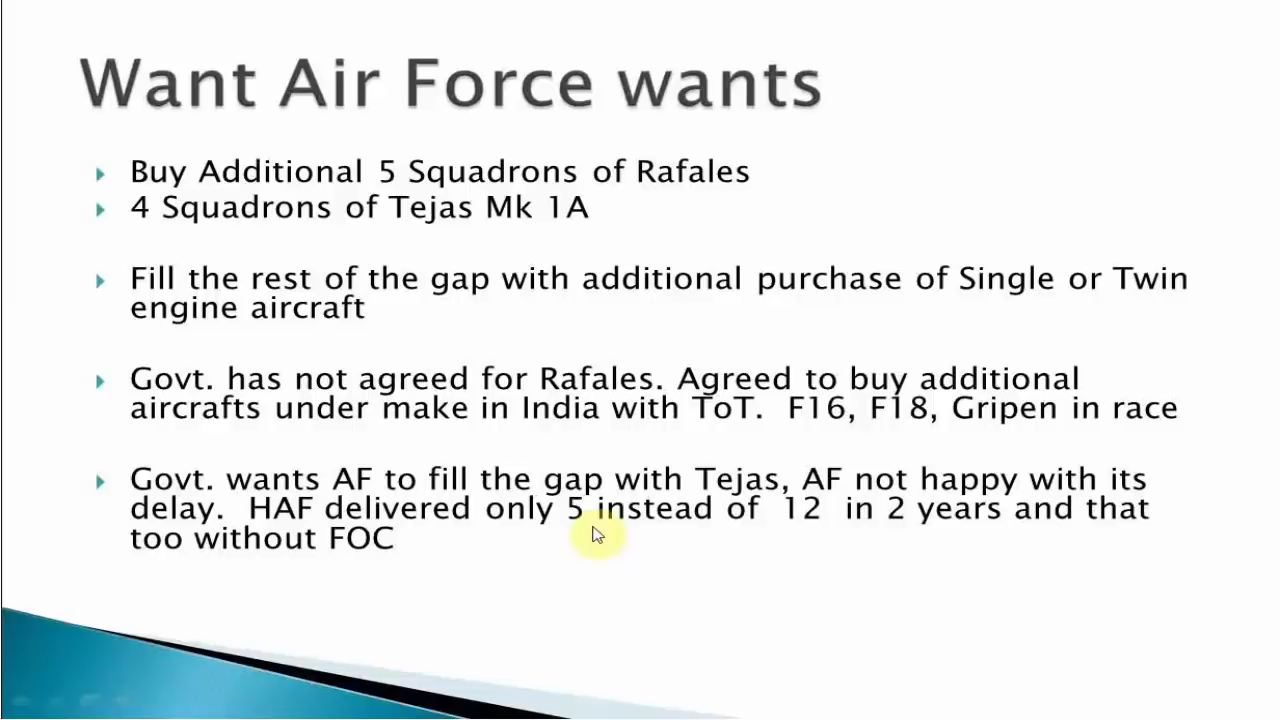 Want Air Force wants
Buy Additional 5 Squadrons of Rafales
4 Squadrons of Tejas Mk 1A
Fill the rest of the gap with additional purchase of Single or Twin
engine aircraft
Govt. has not agreed for Rafales. Agreed to buy additional
aircrafts under make in India with ToT. F16, F18, Gripen in race
Govt. wants AF to fill the gap with Tejas, AF not happy with its
delay. HAF delivered only 5 instead of 12 in 2 years and that
too without FOC